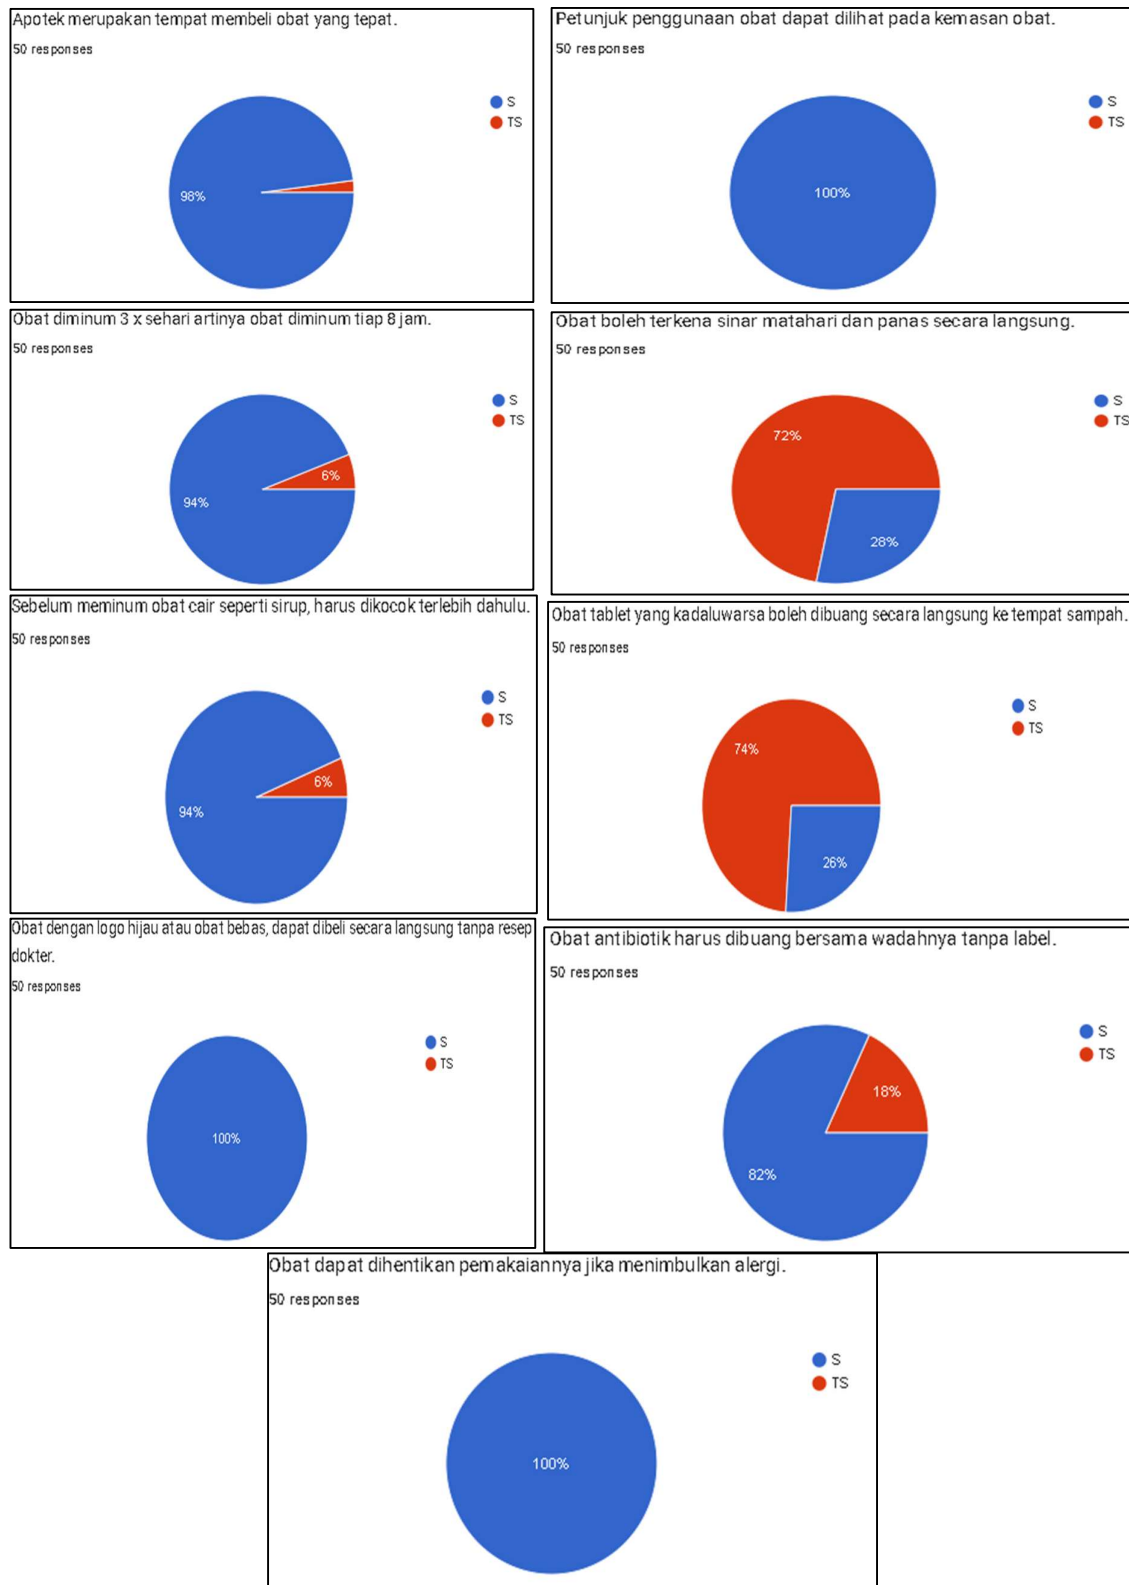 Apotek merupakan tempat membeli obat yang tepat.
50 responses
S
TS
98%
Petunjuk penggunaan obat dapat dilihat pada kemasan obat.
50 responses
S
TS
100%
Obat diminum 3 x sehari artinya obat diminum tiap 8 jam.
50 responses
S
TS
6%
94%
Obat boleh terkena sinar matahari dan panas secara langsung.
50 responses
S
TS
72%
28%
Sebelum meminum obat cair seperti sirup, harus dikocok terlebih dahulu.
50 responses
S
TS
6%
94%
Obat tablet yang kadaluwarsa boleh dibuang secara langsung ke tempat sampah.
50 responses
S
TS
74%
26%
Obat dengan logo hijau atau obat bebas, dapat dibeli secara langsung tanpa resep
dokter.
50 responses
S
TS
100%
Obat antibiotik harus dibuang bersama wadahnya tanpa label.
50 responses
S
TS
18%
82%
Obat dapat dihentikan pemakaiannya jika menimbulkan alergi.
50 responses
S
TS
100%